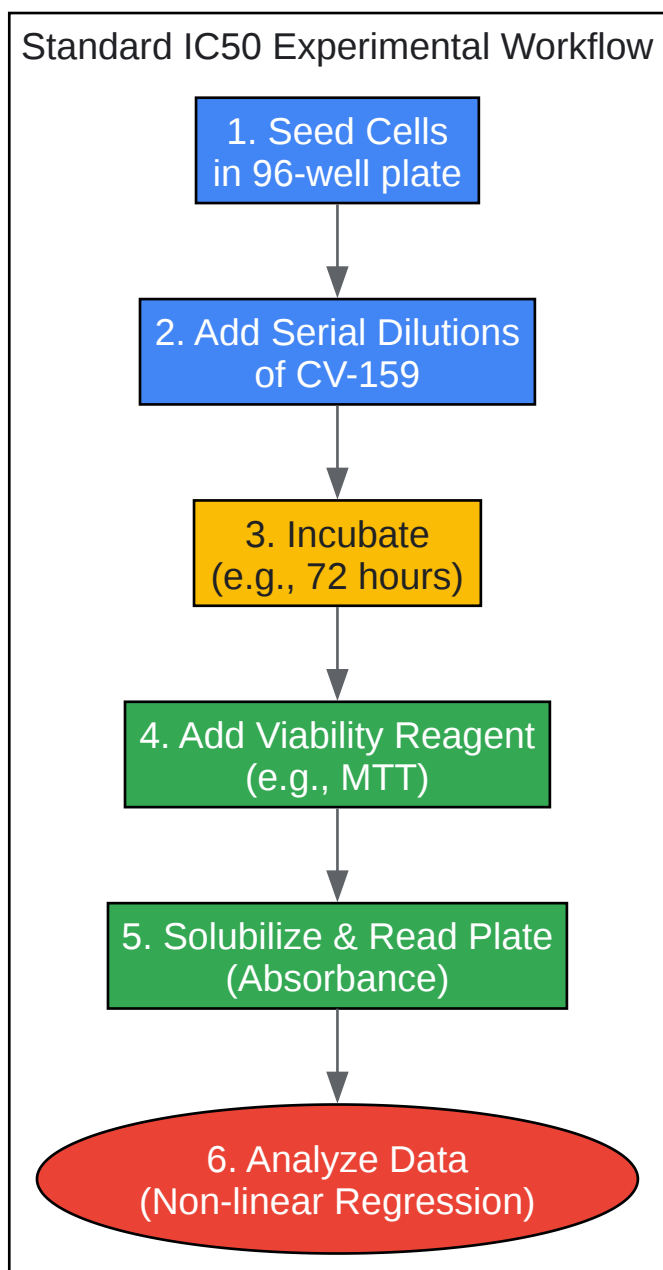 Standard IC50 Experimental Workflow
1. Seed Cells
in 96-well plate
2. Add Serial Dilutions
of CV-159
3. Incubate
(e.g., 72 hours)
4. Add Viability Reagent
(e.g., MTT)
5. Solubilize & Read Plate
(Absorbance)
6. Analyze Data
(Non-linear Regression)